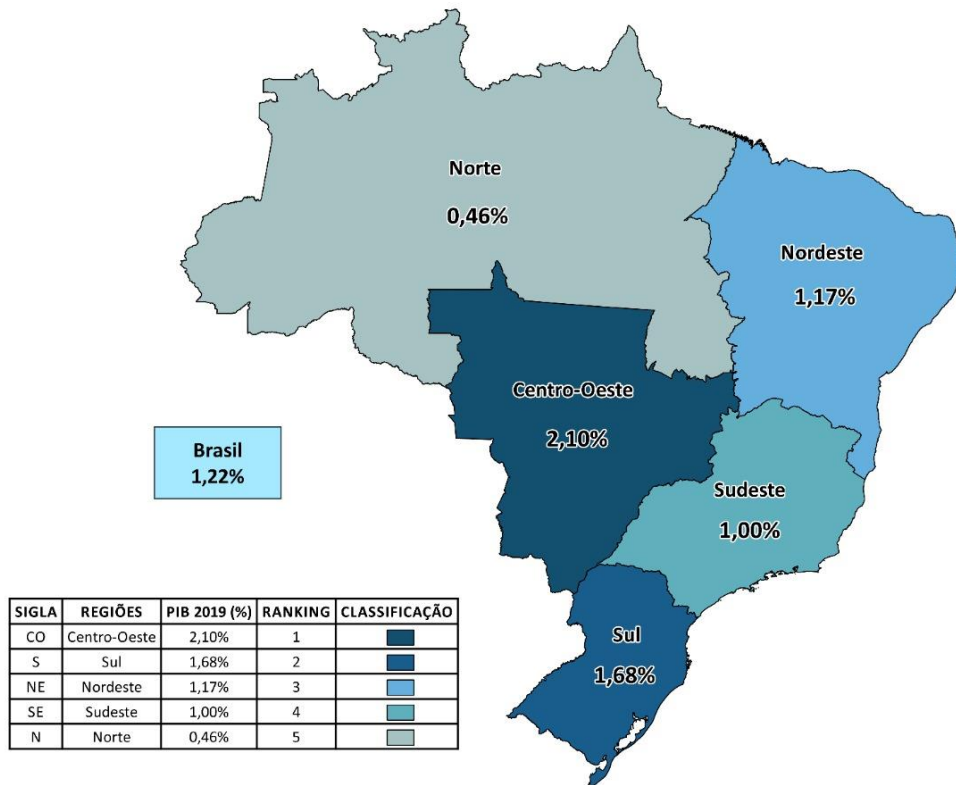 Norte
0,46%
Nordeste
1,17%
Centro-Oeste
2,10%
Brasil
1,22%
Sudeste
1,00%
Sul
1,68%
SIGLA REGIÕES PIB 2019 (%) RANKING CLASSIFICAÇÃO
CO Centro-Oeste 2,10% 1
S Sul 1,68% 2
NE Nordeste 1,17% 3
SE Sudeste 1,00% 4
N Norte 0,46% 5